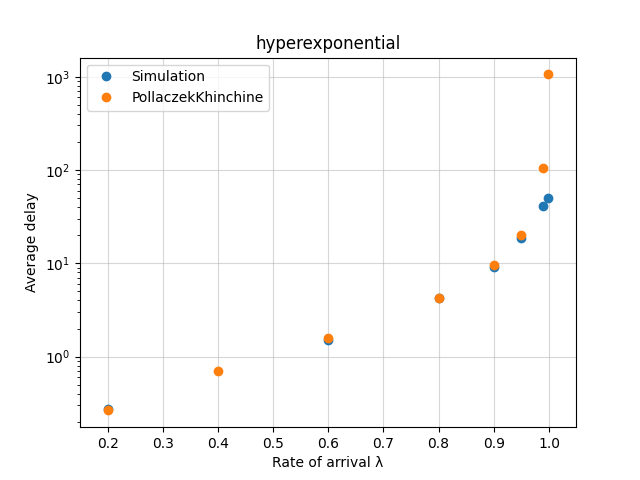 hyperexponential
Simulation
PollaczekKhinchine
Average delay
10³
10²
10¹
10⁰
0.2 0.3 0.4 0.5 0.6 0.7 0.8 0.9 1.0
Rate of arrival λ